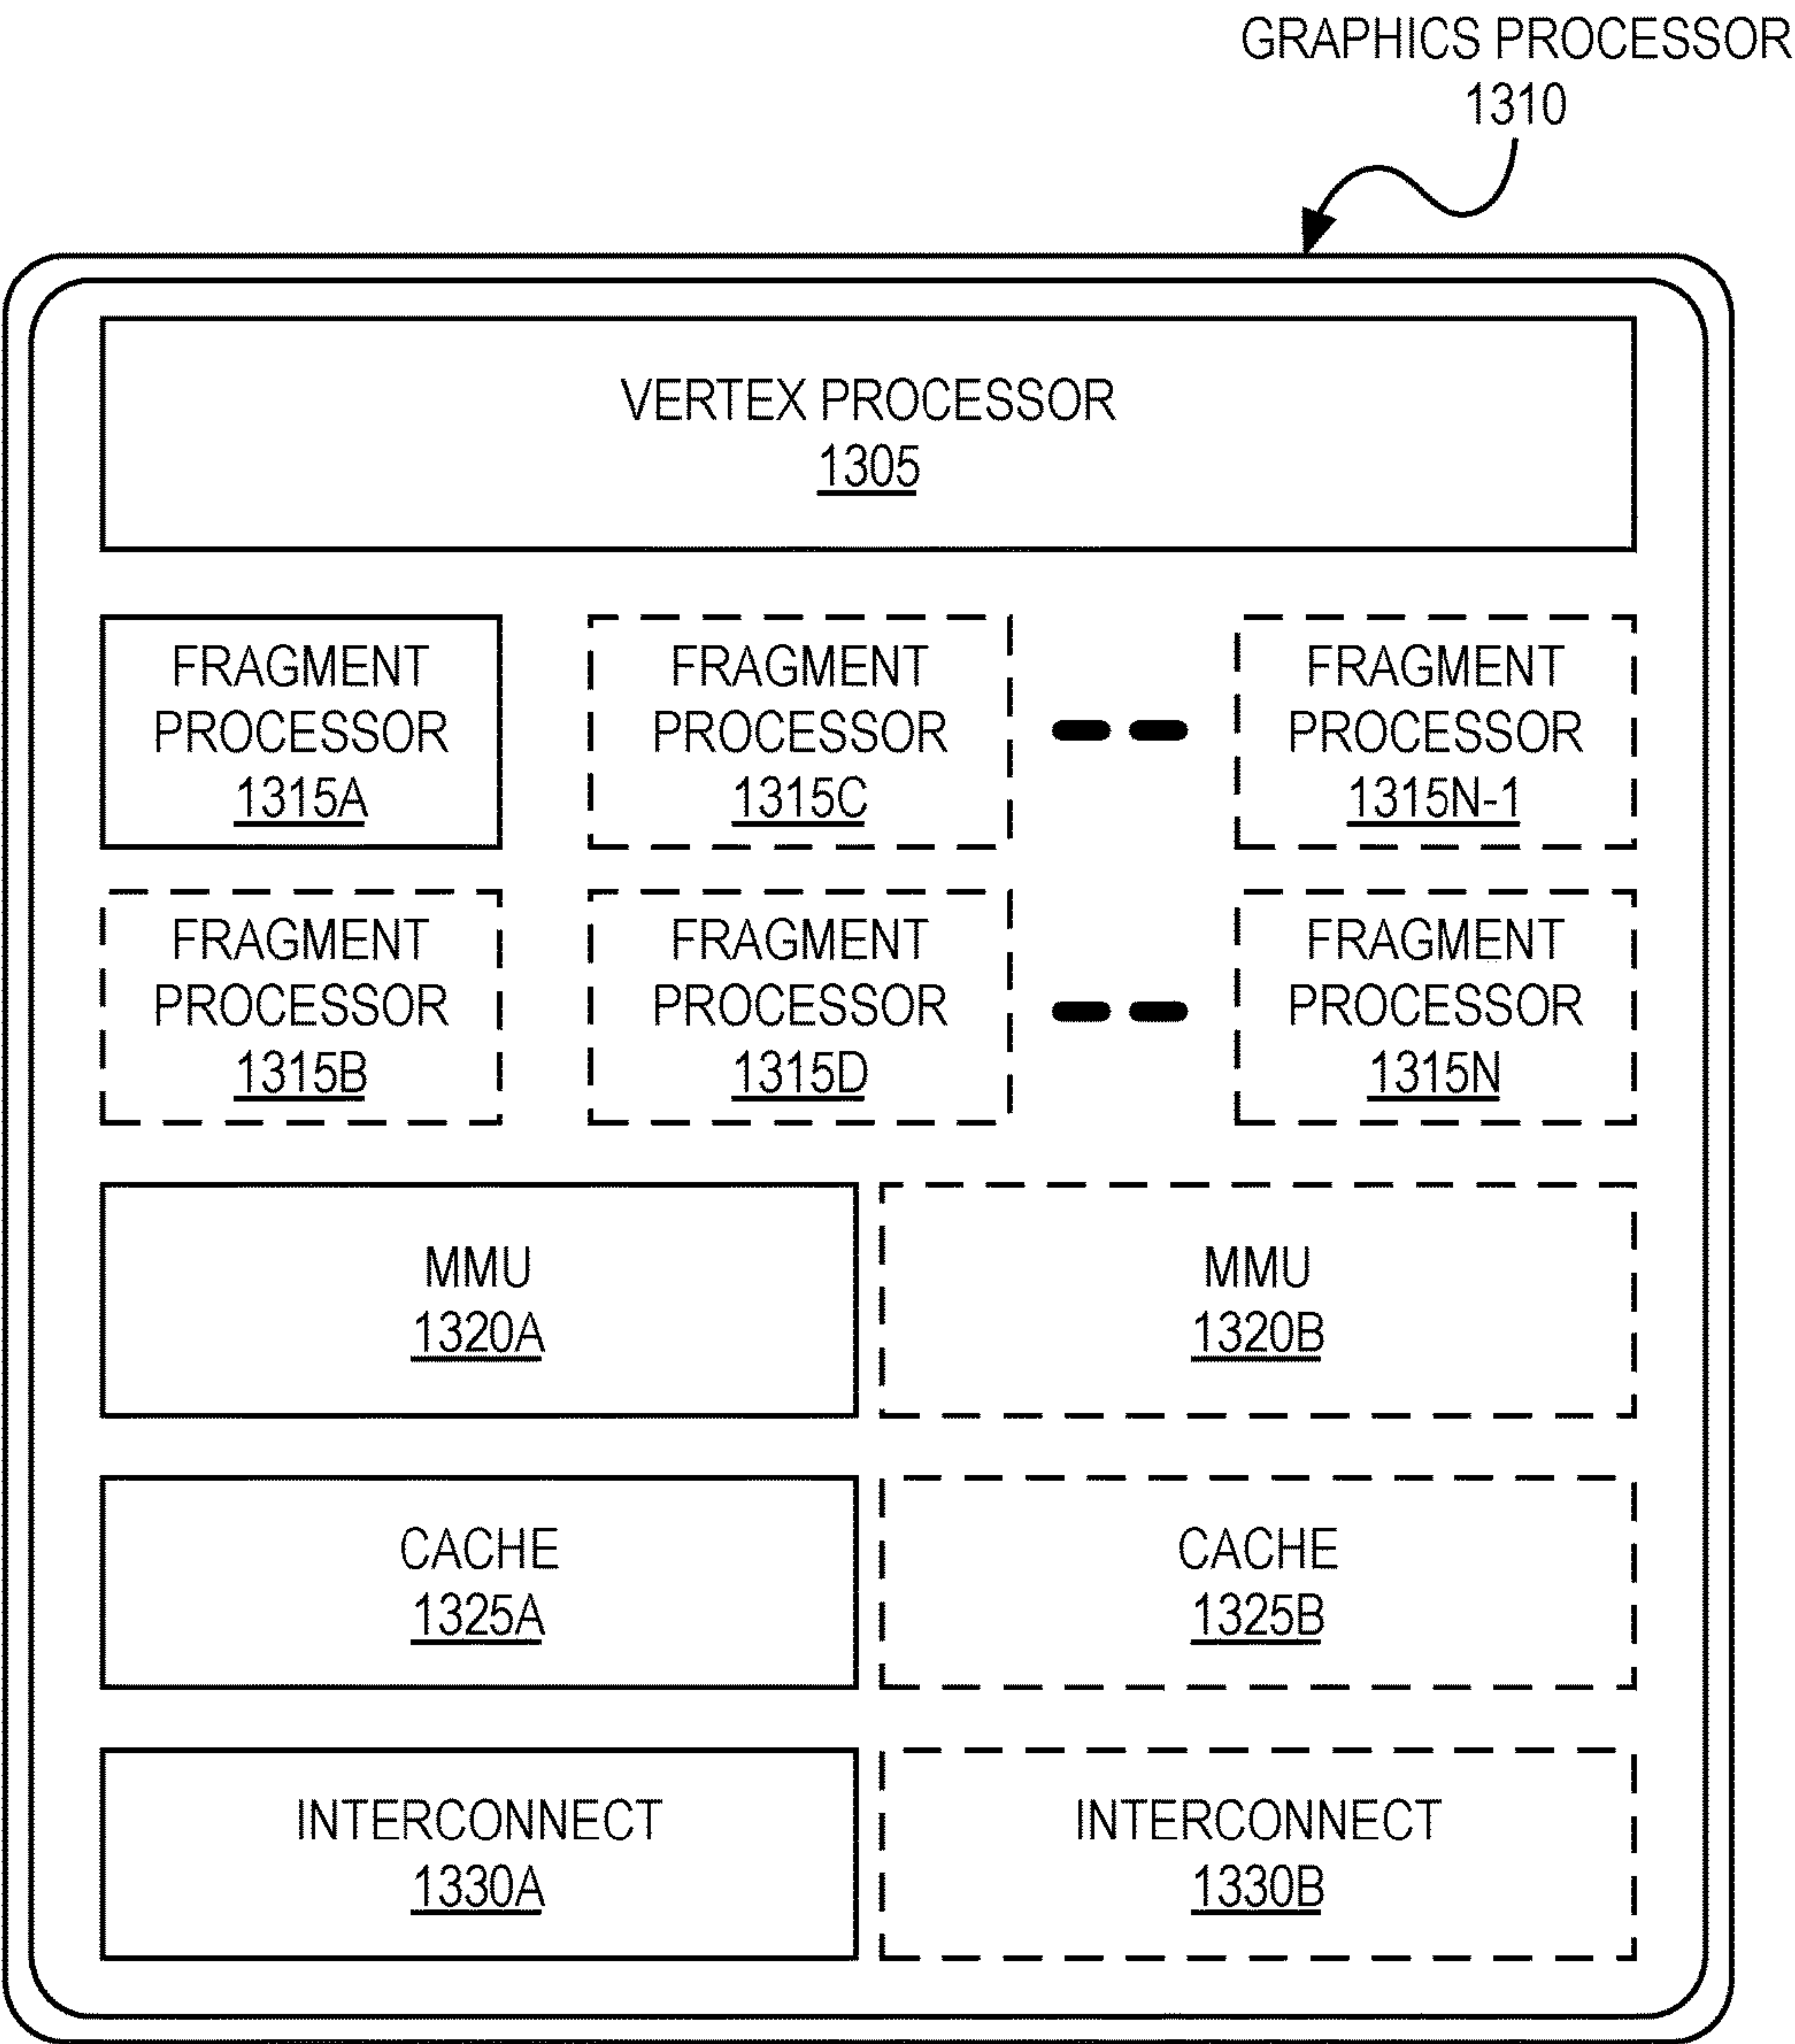 GRAPHICS PROCESSOR
1310
VERTEX PROCESSOR
1305
FRAGMENT
PROCESSOR
1315A
FRAGMENT
PROCESSOR
1315C
FRAGMENT
PROCESSOR
1315N-1
FRAGMENT
PROCESSOR
1315B
FRAGMENT
PROCESSOR
1315D
FRAGMENT
PROCESSOR
1315N
MMU
1320A
MMU
1320B
CACHE
1325A
CACHE
1325B
INTERCONNECT
1330A
INTERCONNECT
1330B